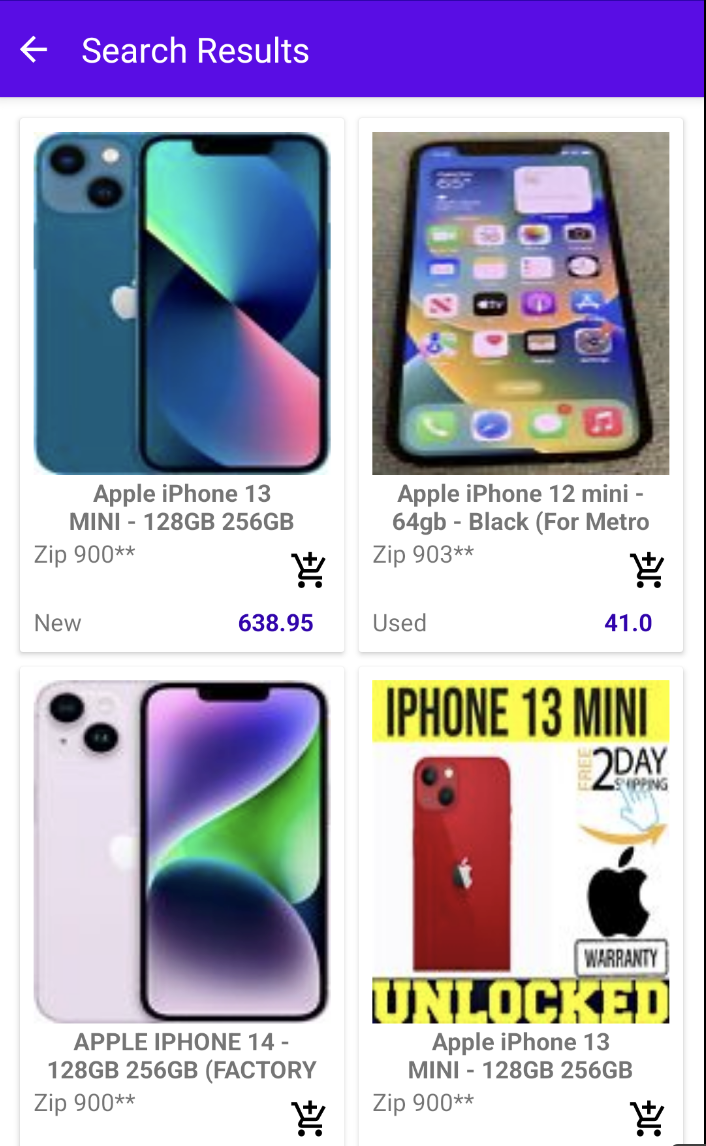 Search Results
Apple iPhone 13
MINI - 128GB 256GB
Zip 900**
New
638.95
65°
Apple iPhone 12 mini -
64gb - Black (For Metro
Zip 903**
Used
41.0
APPLE IPHONE 14 -
128GB 256GB (FACTORY
Zip 900**
IPHONE 13 MINI
FREE
2DAY
SHIPPING
WARRANTY
UNLOCKED
Apple iPhone 13
MINI - 128GB 256GB
Zip 900**